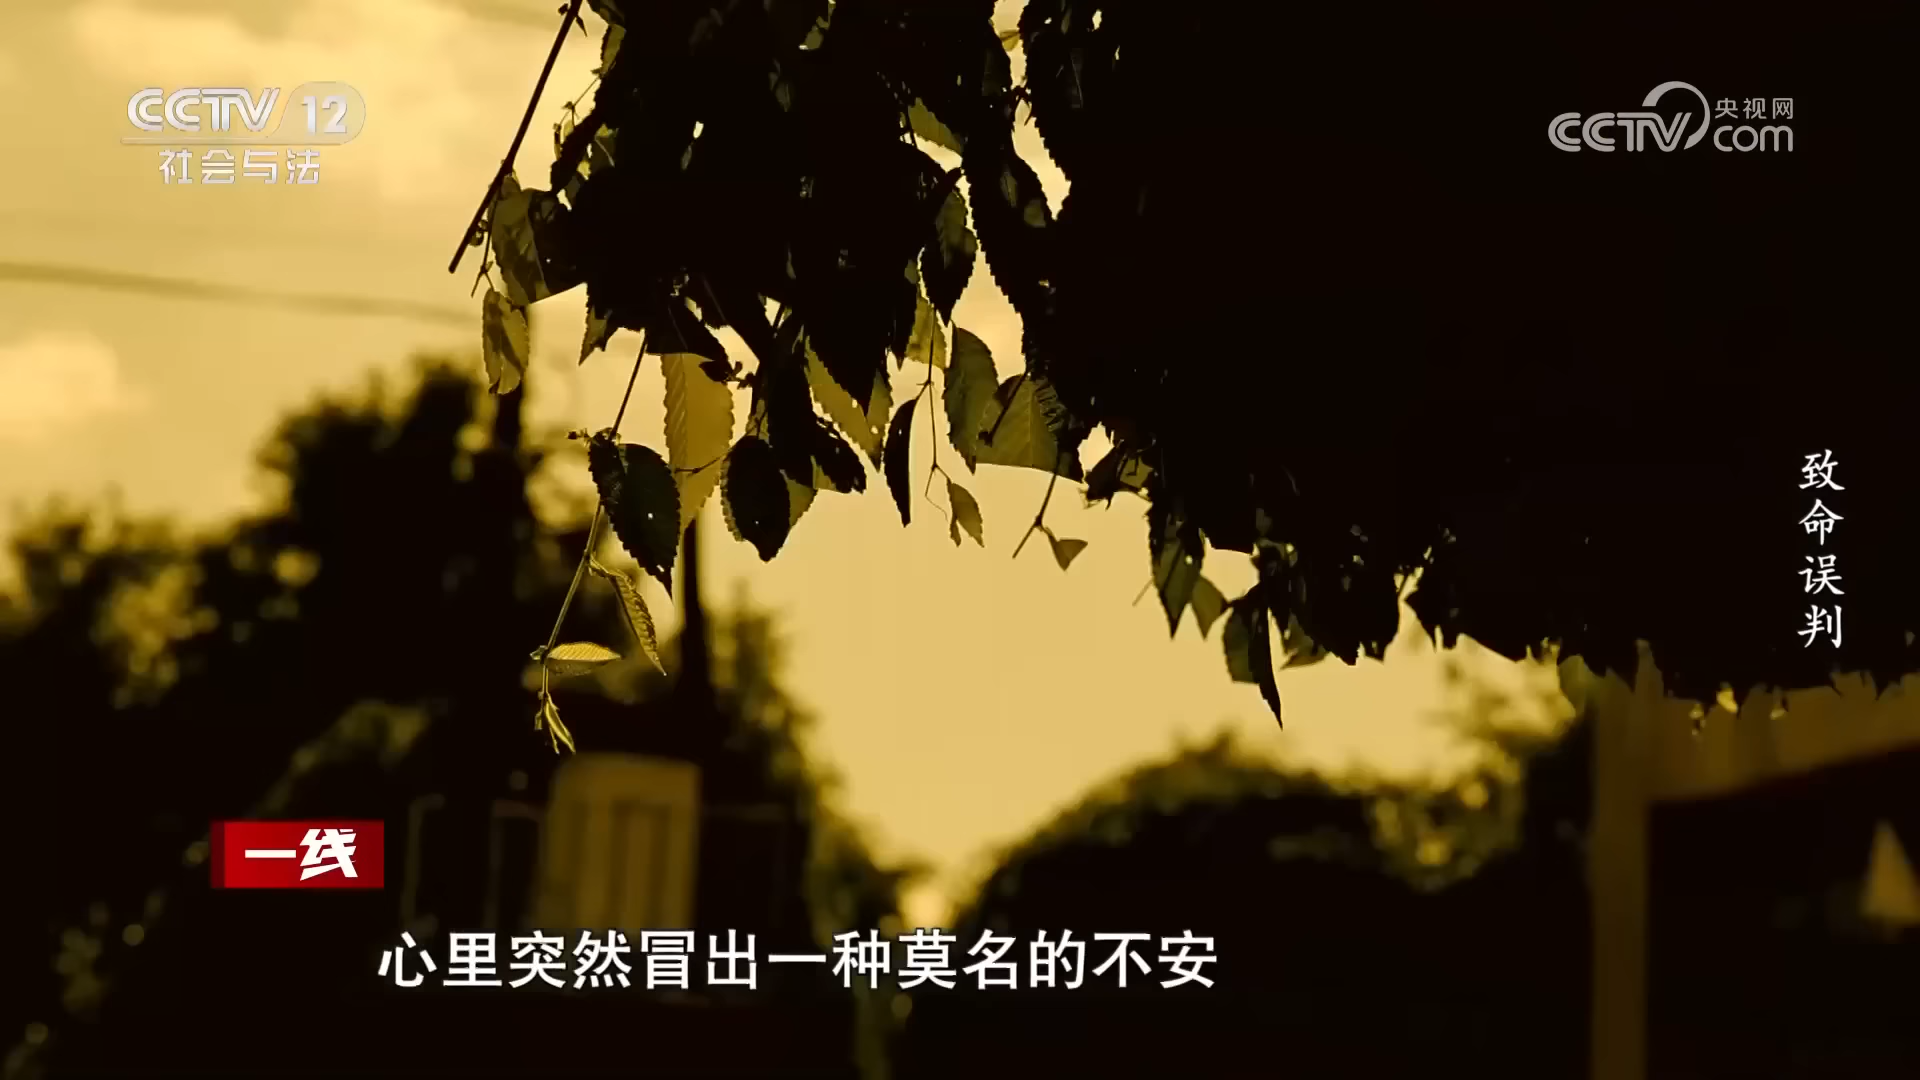 CCTV 12
社会与法
CCTV 央视网
com
致命误判
一线
心里突然冒出一种莫名的不安